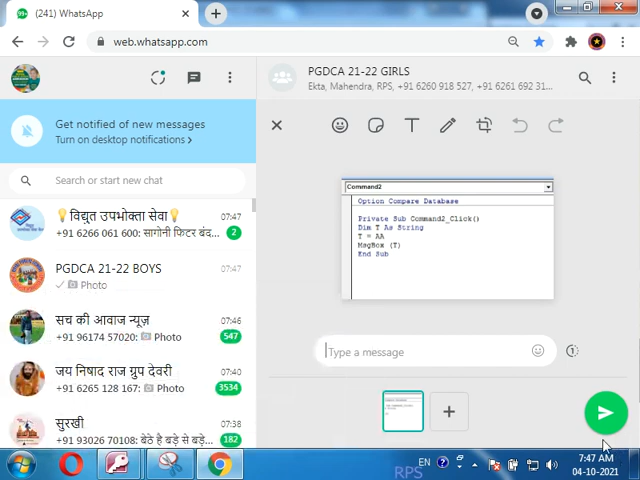 (241) WhatsApp
web.whatsapp.com
PGDCA 21-22 GIRLS
Ekta, Mahendra, RPS, +91 6260 918 527, +91 6261 692 31...
Get notified of new messages
Turn on desktop notifications >
Search or start new chat
💡विद्युत उपभोक्ता सेवा💡 07:47
+91 6266 061 600: सागोनी फिटर बंद... 2
PGDCA 21-22 BOYS 07:47
Photo
सच की आवाज न्यूज़ 07:46
+91 96174 57020: Photo 547
जय निषाद राज ग्रुप देवरी 07:40
+91 6265 128 167: Photo 3534
सुरखी 07:38
+91 93026 70108: बेठे है बड़े से बड़े... 182
Command2
Option Compare Database
Private Sub Command2_Click()
Dim T As String
T = AA
MsgBox (T)
End Sub
Type a message
EN
7:47 AM
04-10-2021
RPS